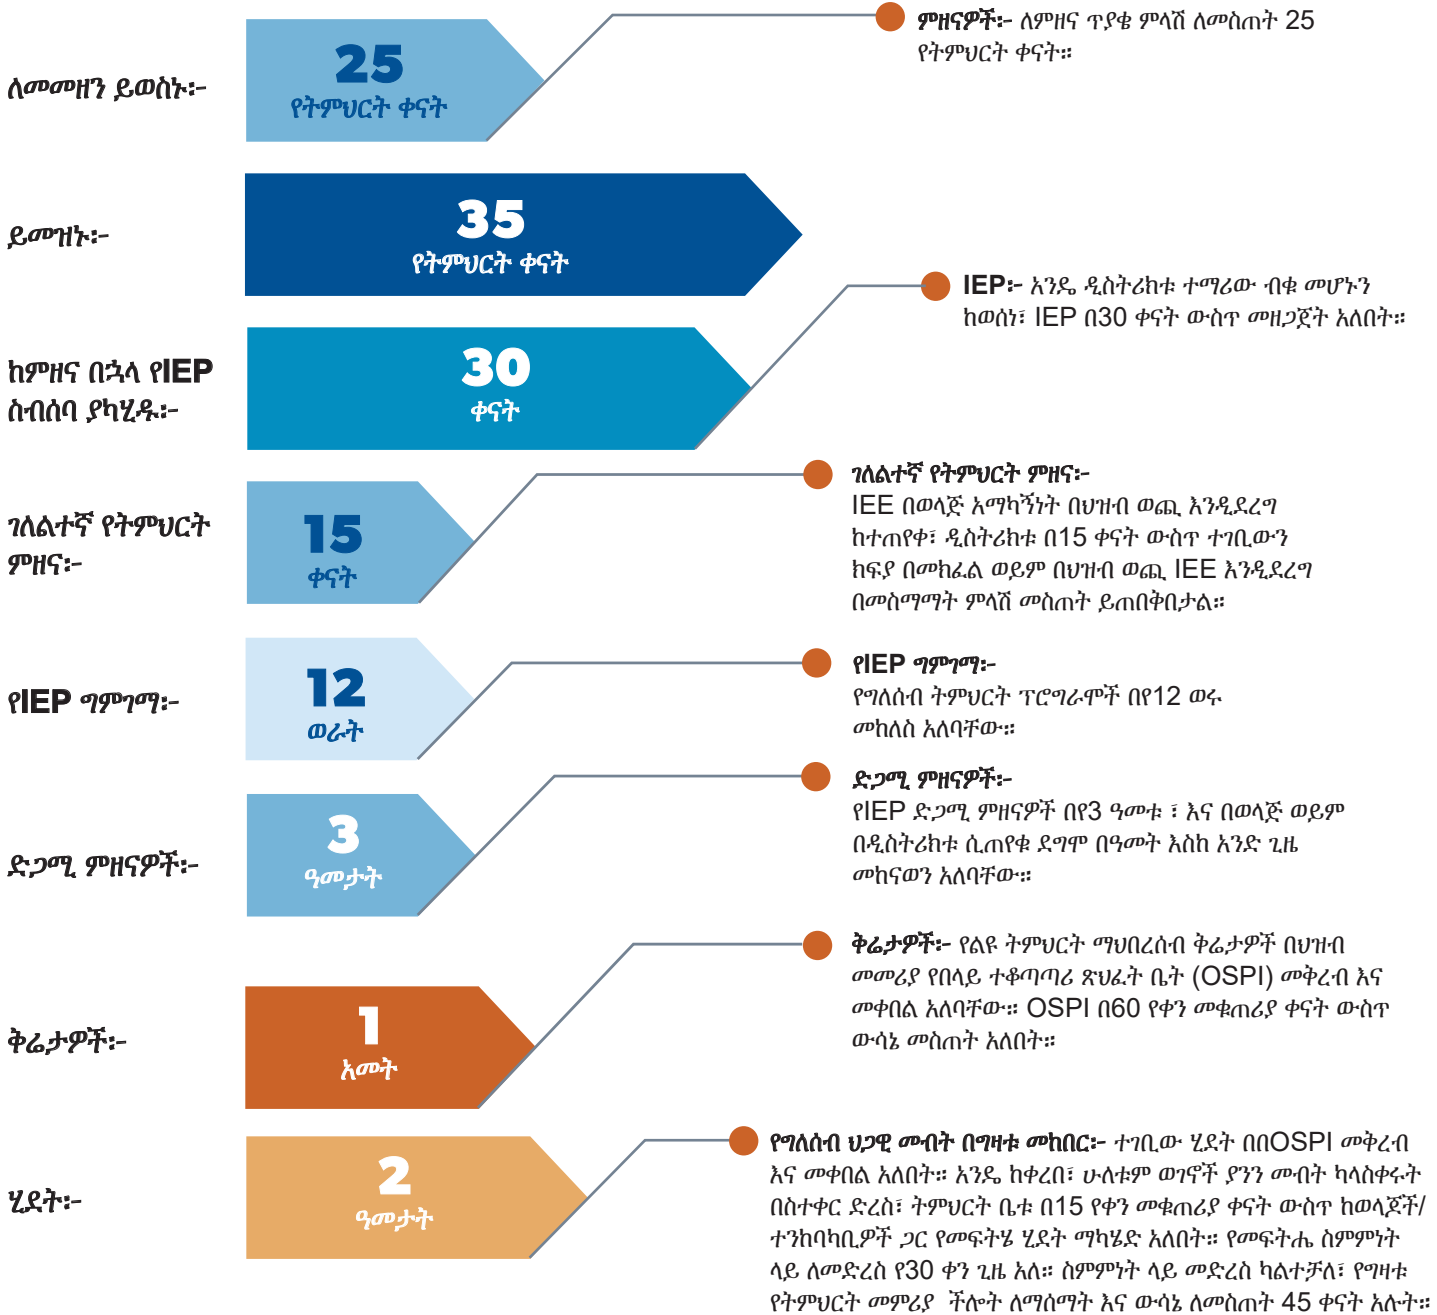 ለመመዘን ይወስኑ፦
25
የትምህርት ቀናት
ምዘናዎች፦ ለምዘና ጥያቄ ምላሽ ለመስጠት 25
የትምህርት ቀናት።
ይመዝኑ፦
35
የትምህርት ቀናት
ከምዘና በኋላ የIEP
ስብሰባ ያካሂዱ፦
30
ቀናት
IEP፦ አንዴ ዲስትሪክቱ ተማሪው ብቁ መሆኑን
ከወሰነ፣ IEP በ30 ቀናት ውስጥ መዘጋጀት አለበት።
ገለልተኛ የትምህርት
ምዘና፦
15
ቀናት
ገለልተኛ የትምህርት ምዘና፦
IEE በወላጅ አማካኝነት በህዝብ ወጪ እንዲደረግ
ከተጠየቀ፣ ዲስትሪክቱ በ15 ቀናት ውስጥ ተገቢውን
ክፍያ በመክፈል ወይም በህዝብ ወጪ IEE እንዲደረግ
በመስማማት ምላሽ መስጠት ይጠበቅበታል።
የIEP ግምገማ፦
12
ወራት
የIEP ግምገማ፦
የግለሰብ ትምህርት ፕሮግራሞች በየ12 ወሩ
መከለስ አለባቸው።
ድጋሚ ምዘናዎች፦
3
ዓመታት
ድጋሚ ምዘናዎች፦
የIEP ድጋሚ ምዘናዎች በየ3 ዓመቱ ፣ እና በወላጅ ወይም
በዲስትሪክቱ ሲጠየቁ ደግሞ በዓመት እስከ አንድ ጊዜ
መከናወን አለባቸው።
ቅሬታዎች፦
1
አመት
ቅሬታዎች፦ የልዩ ትምህርት ማህበረሰብ ቅሬታዎች በህዝብ
መመሪያ የበላይ ተቆጣጣሪ ጽህፈት ቤት (OSPI) መቅረብ እና
መቀበል አለባቸው። OSPI በ60 የቀን መቁጠሪያ ቀናት ውስጥ
ውሳኔ መስጠት አለበት።
ሂደት፦
2
ዓመታት
የግለሰብ ህጋዊ መብት በግዛቱ መከበር፦ ተገቢው ሂደት በበOSPI መቅረብ
እና መቀበል አለበት። አንዴ ከቀረበ፣ ሁለቱም ወገኖች ያንን መብት ካላስቀሩት
በስተቀር ድረስ፣ ትምህርት ቤቱ በ15 የቀን መቁጠሪያ ቀናት ውስጥ ከወላጆች/
ተንከባካቢዎች ጋር የመፍትሄ ሂደት ማካሄድ አለበት። የመፍትሔ ስምምነት
ላይ ለመድረስ የ30 ቀን ጊዜ አለ። ስምምነት ላይ መድረስ ካልተቻለ፣ የግዛቱ
የትምህርት መምሪያ ችሎት ለማሰማት እና ውሳኔ ለመስጠት 45 ቀናት አሉት።